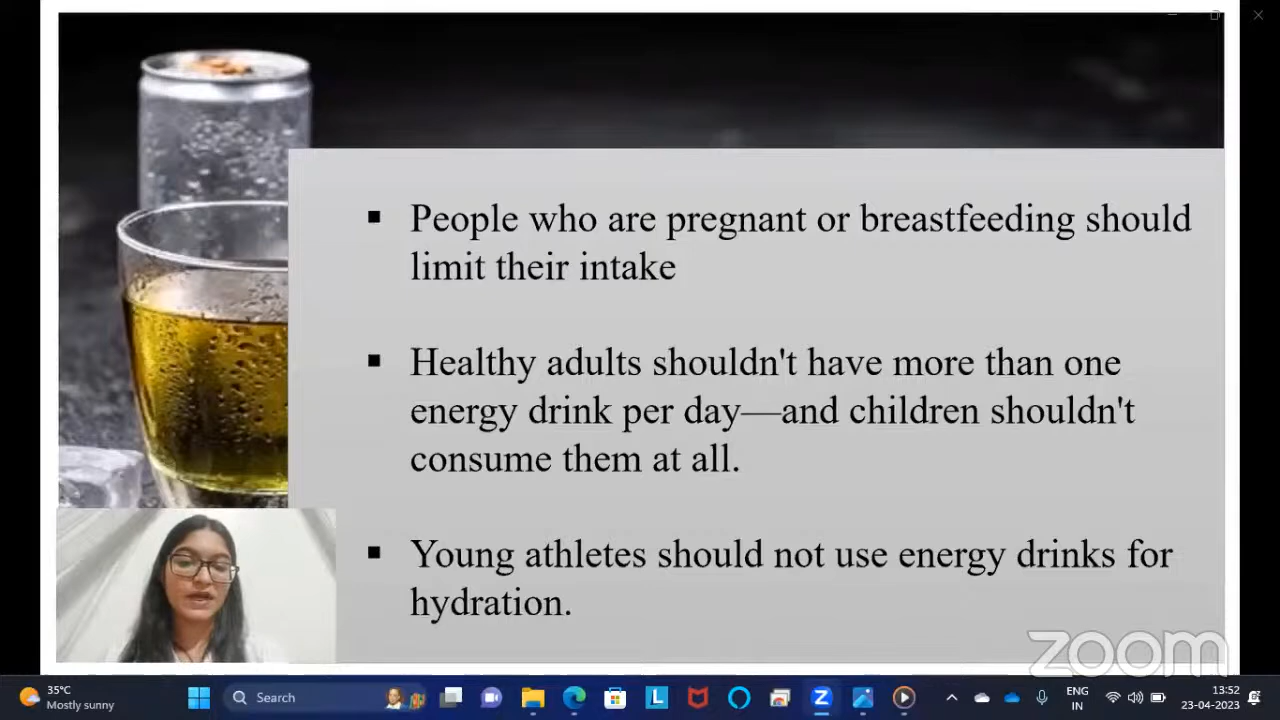 People who are pregnant or breastfeeding should
limit their intake
Healthy adults shouldn't have more than one
energy drink per day—and children shouldn't
consume them at all.
Young athletes should not use energy drinks for
hydration.
zoom
35°C
Mostly sunny
Search
ENG
IN
13:52
23-04-2023